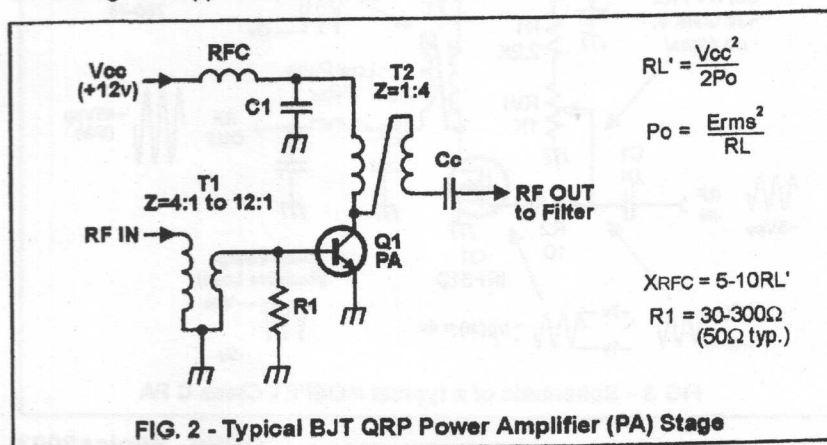 RFC
Vcc
(+12v)
C1
T2
Z=1:4
RL' = Vcc²
2Po
Po = Erms²
RL
Cc
RF OUT
to Filter
T1
Z=4:1 to 12:1
RF IN
Q1
PA
R1
XRFC = 5-10RL'
R1 = 30-300Ω
(50Ω typ.)
FIG. 2 - Typical BJT QRP Power Amplifier (PA) Stage